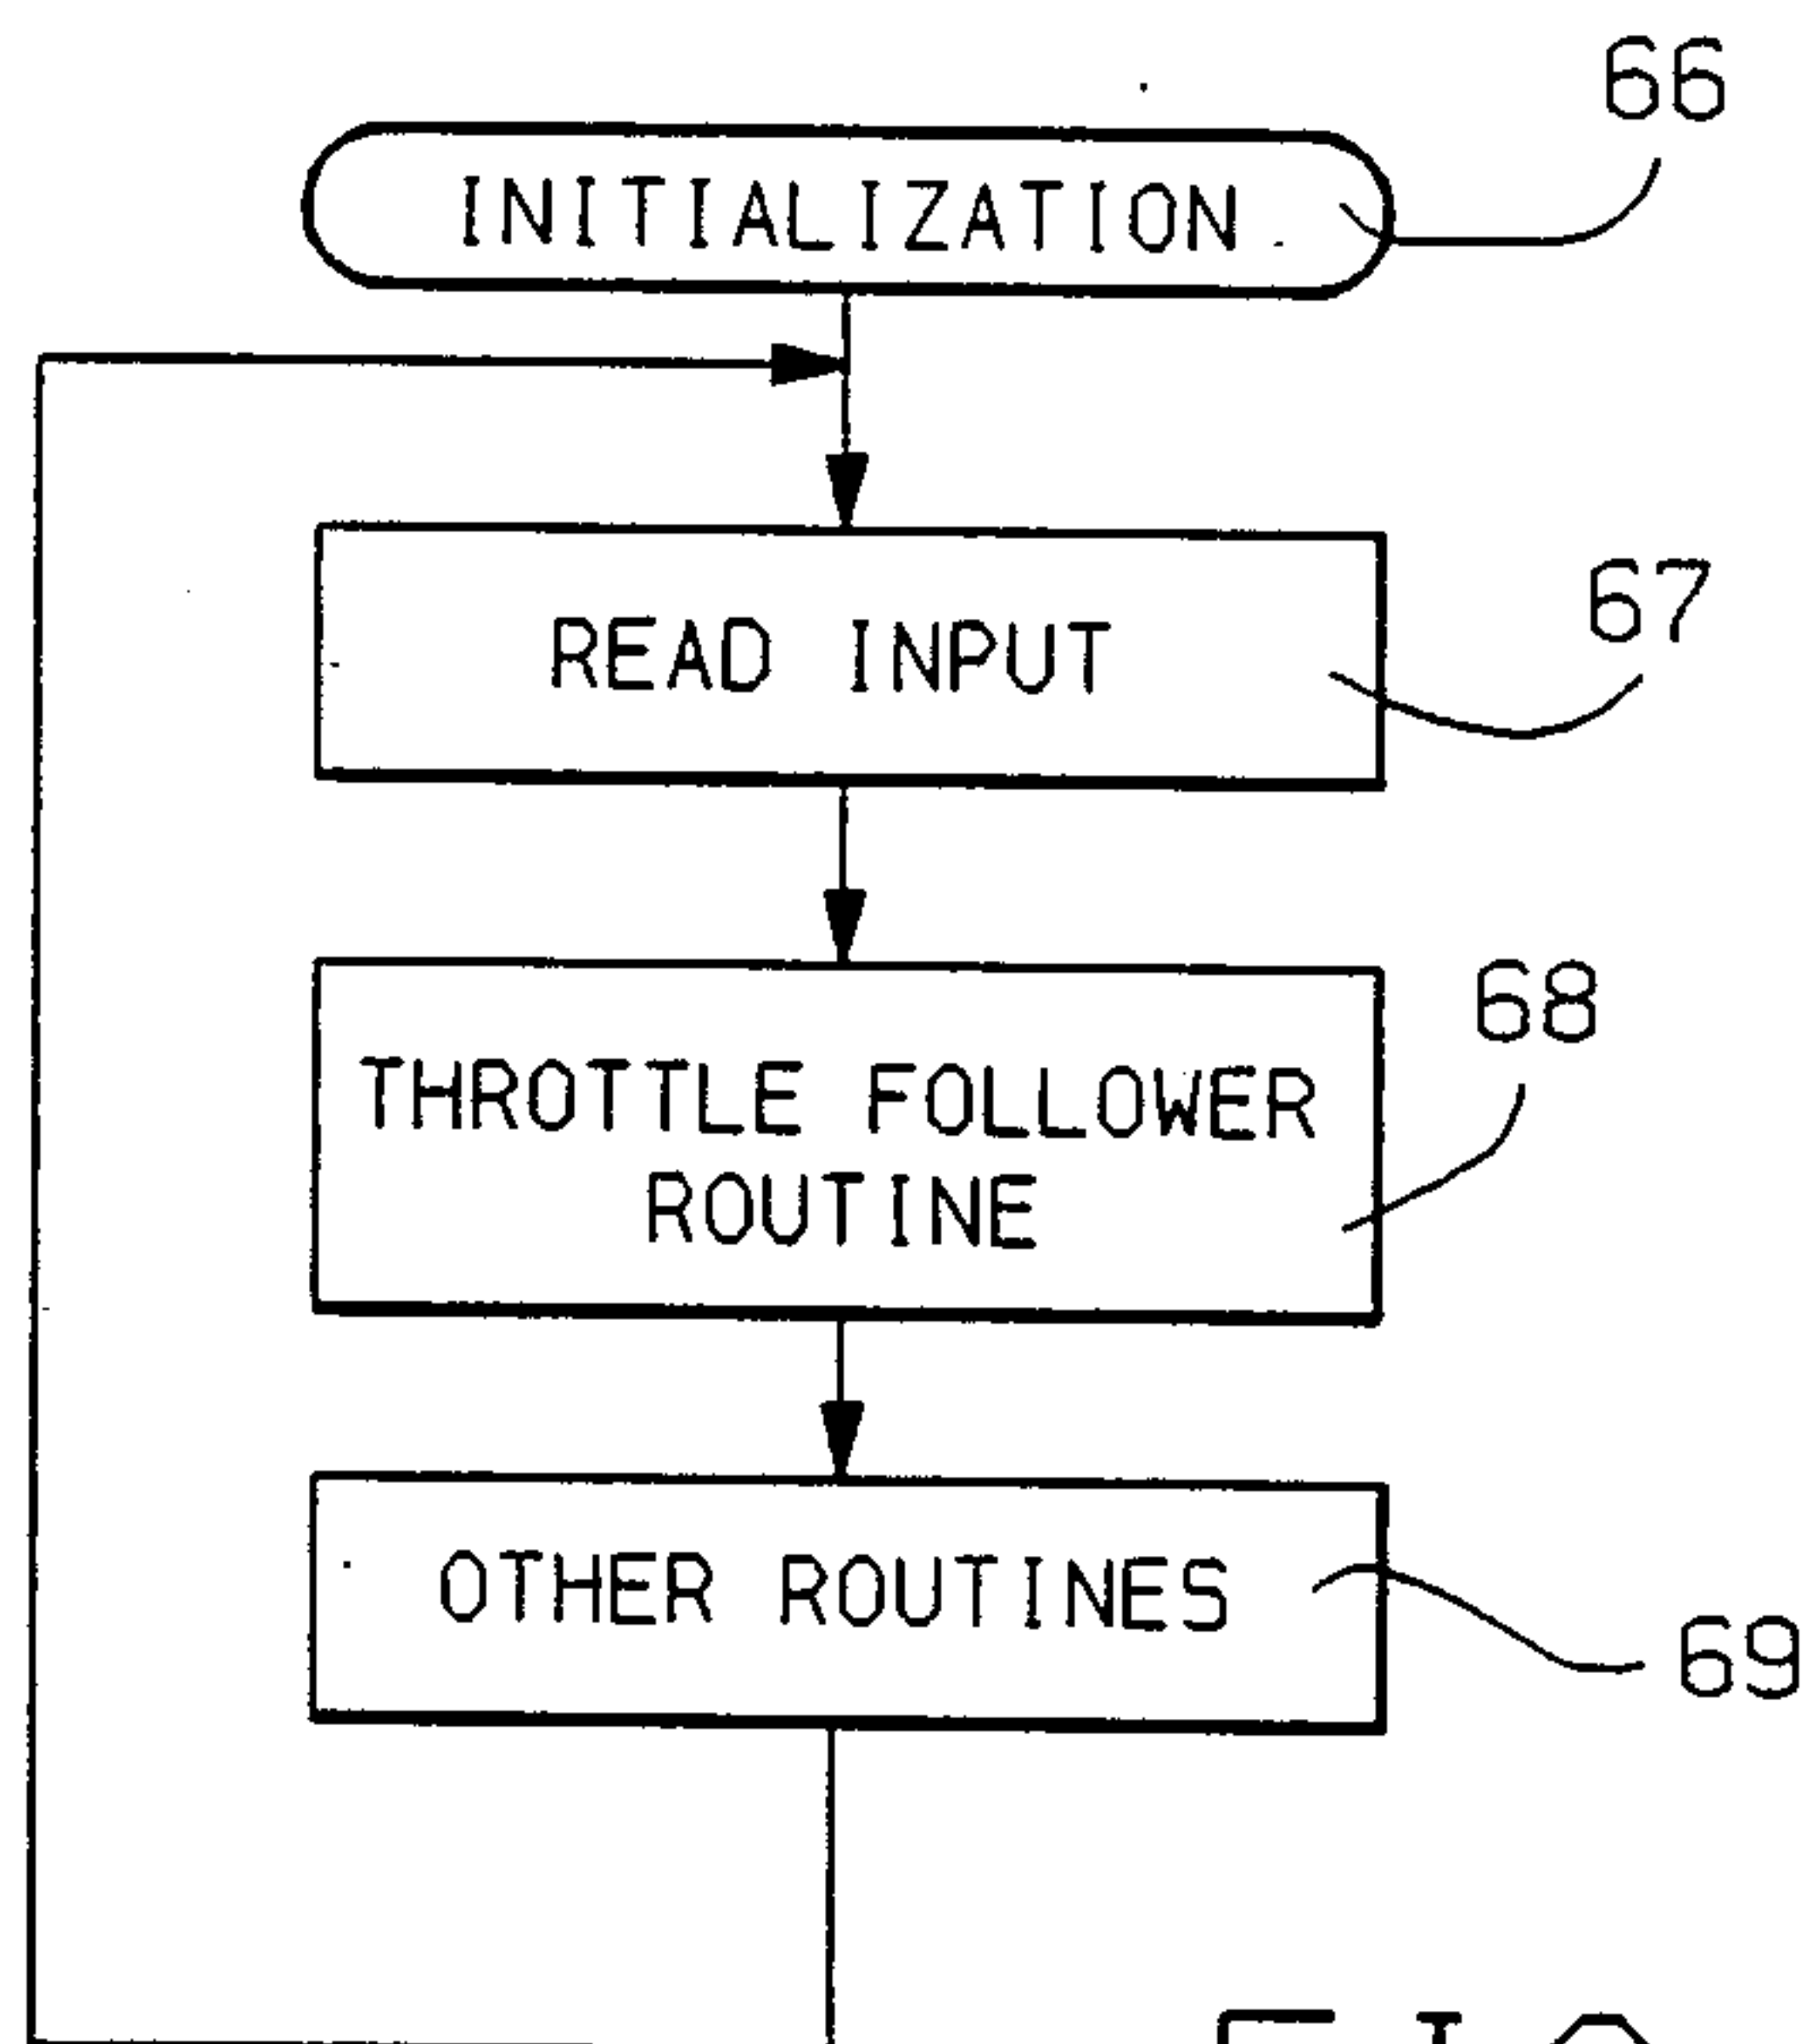 66
INITIALIZATION
READ INPUT
67
THROTTLE FOLLOWER
ROUTINE
68
OTHER ROUTINES
69